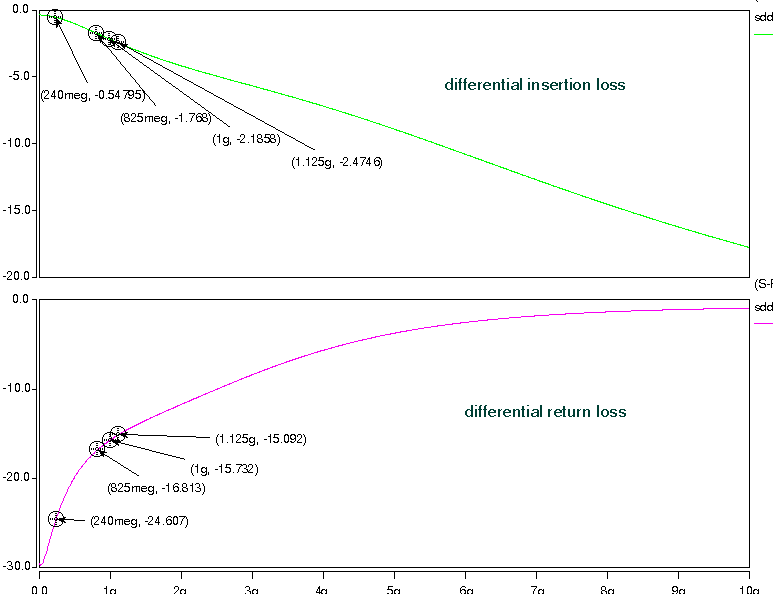 0.0
sdd
-5.0
differential insertion loss
(240meg, -0.54795)
(825meg, -1.768)
(1g, -2.1858)
-10.0
(1.125g, -2.4746)
-15.0
-20.0
(S-F
0.0
sdd
-10.0
differential return loss
(1.125g, -15.092)
(1g, -15.732)
-20.0
(825meg, -16.813)
(240meg, -24.607)
-30.0
0.0 1g 2g 3g 4g 5g 6g 7g 8g 9g 10g